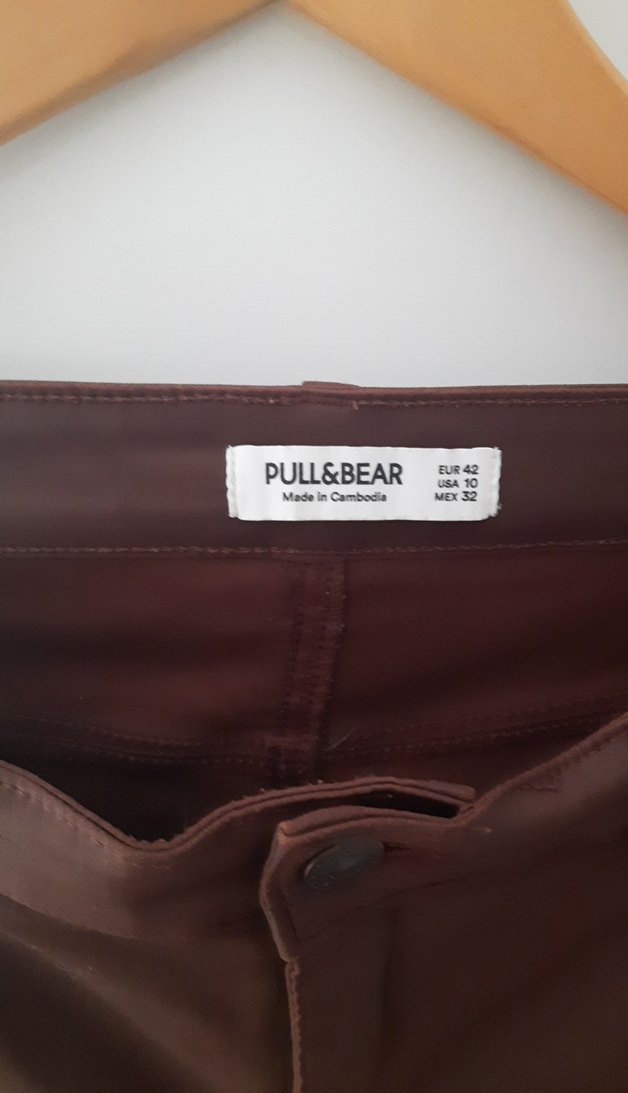 PULL&BEAR
Made in Cambodia
EUR 42
USA 10
MEX 32